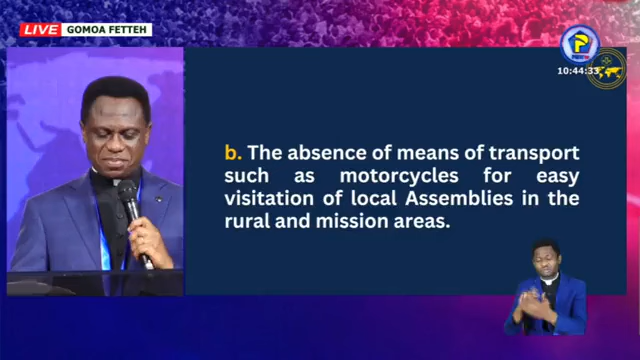 LIVE GOMOA FETTEH
10:44:33
b. The absence of means of transport
such as motorcycles for easy
visitation of local Assemblies in the
rural and mission areas.